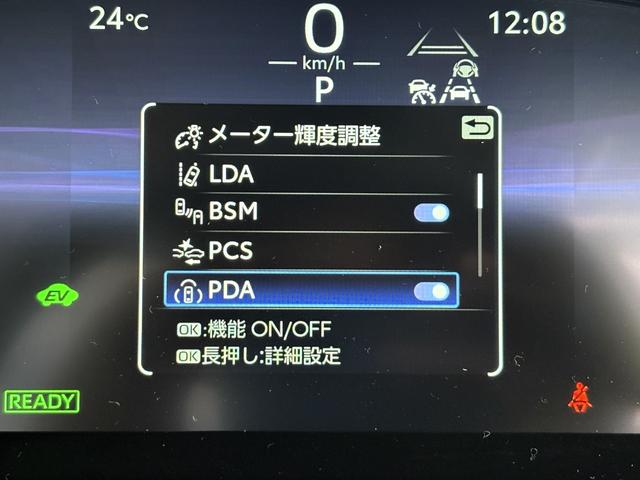 24℃
0
12:08
km/h
P
メーター輝度調整
LDA
BSM
PCS
PDA
EV
OK:機能 ON/OFF
OK長押し:詳細設定
READY